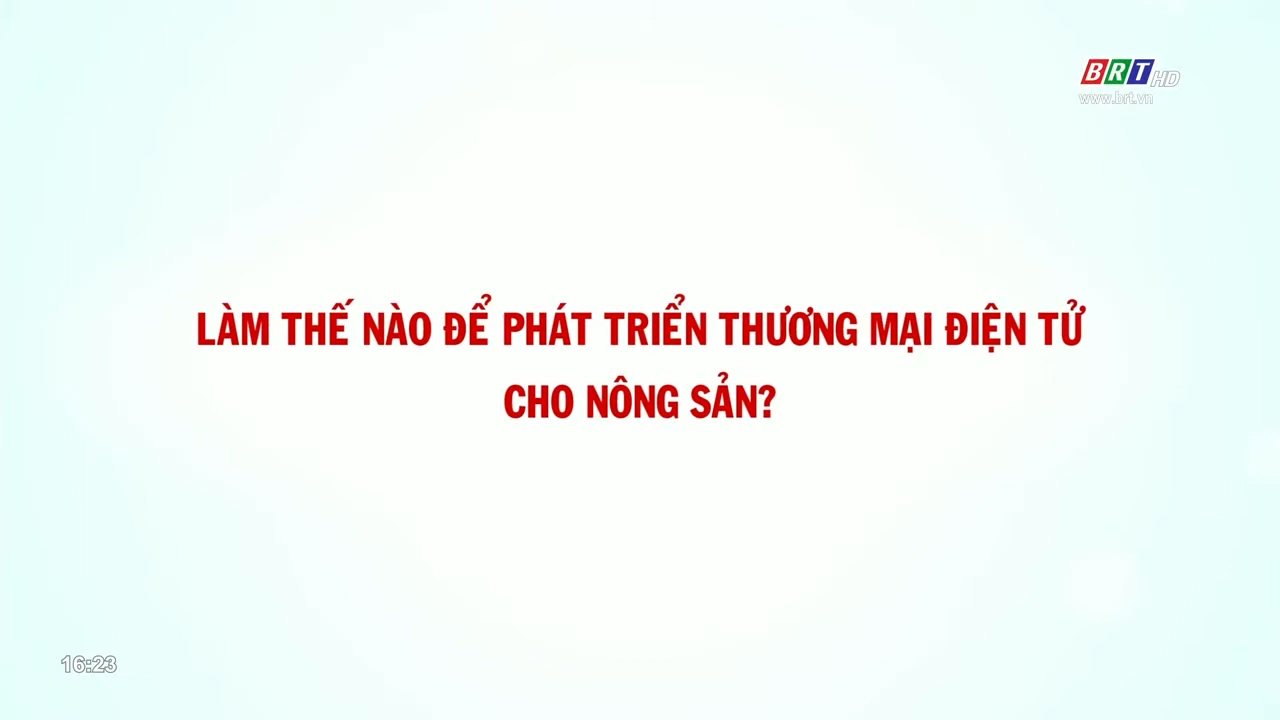 BRT HD
www.brt.vn
LÀM THẾ NÀO ĐỂ PHÁT TRIỂN THƯƠNG MẠI ĐIỆN TỬ
CHO NÔNG SẢN?
16:23